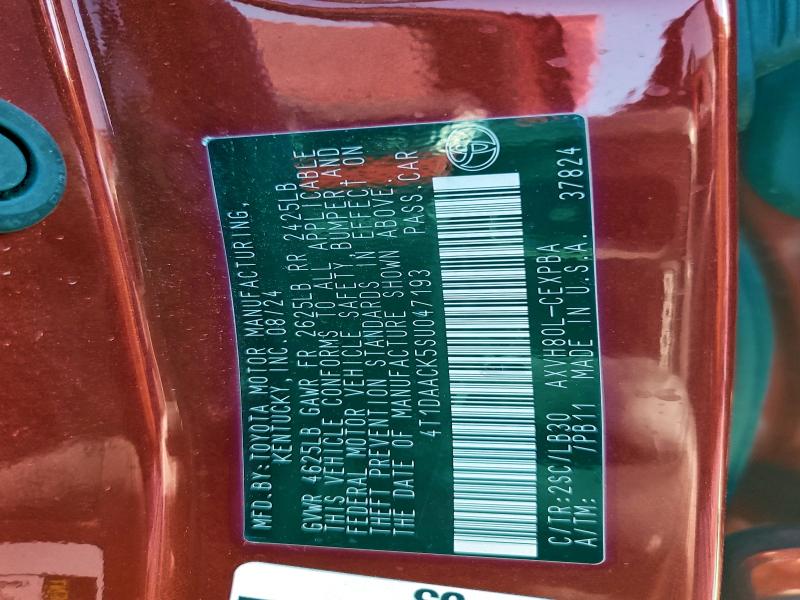 MFD.BY:TOYOTA MOTOR MANUFACTURING,
KENTUCKY, INC.08/24
GVWR 4625LB GAWR FR 2625LB RR 2425LB
THIS VEHICLE CONFORMS TO ALL APPLICABLE
FEDERAL MOTOR VEHICLE SAFETY BUMPER AND
THEFT PREVENTION STANDARDS IN EFFECT ON
THE DATE OF MANUFACTURE SHOWN ABOVE.
4T1DAACK5SU047193 PASS CAR
C/TR:2SC/LB30 AXVH80L-CEXPBA
A/TM: 7PB11 MADE IN U.S.A. 37824